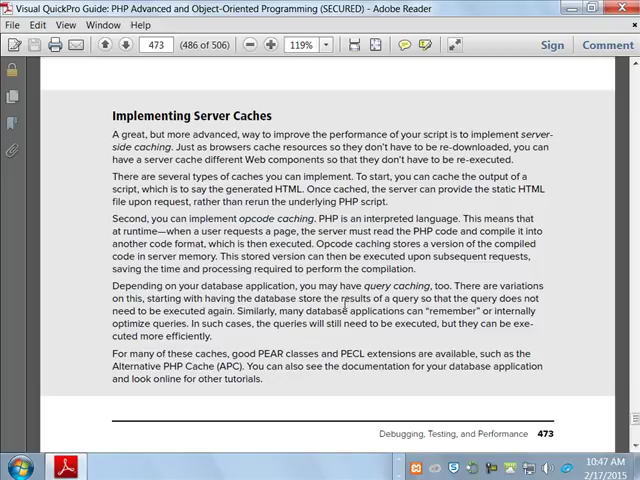 Visual QuickPro Guide: PHP Advanced and Object-Oriented Programming (SECURED) - Adobe Reader
File Edit View Window Help
473 (486 of 506) 119% Sign Comment
Implementing Server Caches
A great, but more advanced, way to improve the performance of your script is to implement server-
side caching. Just as browsers cache resources so they don't have to be re-downloaded, you can
have a server cache different Web components so that they don't have to be re-executed.
There are several types of caches you can implement. To start, you can cache the output of a
script, which is to say the generated HTML. Once cached, the server can provide the static HTML
file upon request, rather than rerun the underlying PHP script.
Second, you can implement opcode caching. PHP is an interpreted language. This means that
at runtime—when a user requests a page, the server must read the PHP code and compile it into
another code format, which is then executed. Opcode caching stores a version of the compiled
code in server memory. This stored version can then be executed upon subsequent requests,
saving the time and processing required to perform the compilation.
Depending on your database application, you may have query caching, too. There are variations
on this, starting with having the database store the results of a query so that the query does not
need to be executed again. Similarly, many database applications can “remember” or internally
optimize queries. In such cases, the queries will still need to be executed, but they can be exe-
cuted more efficiently.
For many of these caches, good PEAR classes and PECL extensions are available, such as the
Alternative PHP Cache (APC). You can also see the documentation for your database application
and look online for other tutorials.
Debugging, Testing, and Performance 473
10:47 AM
2/17/2015